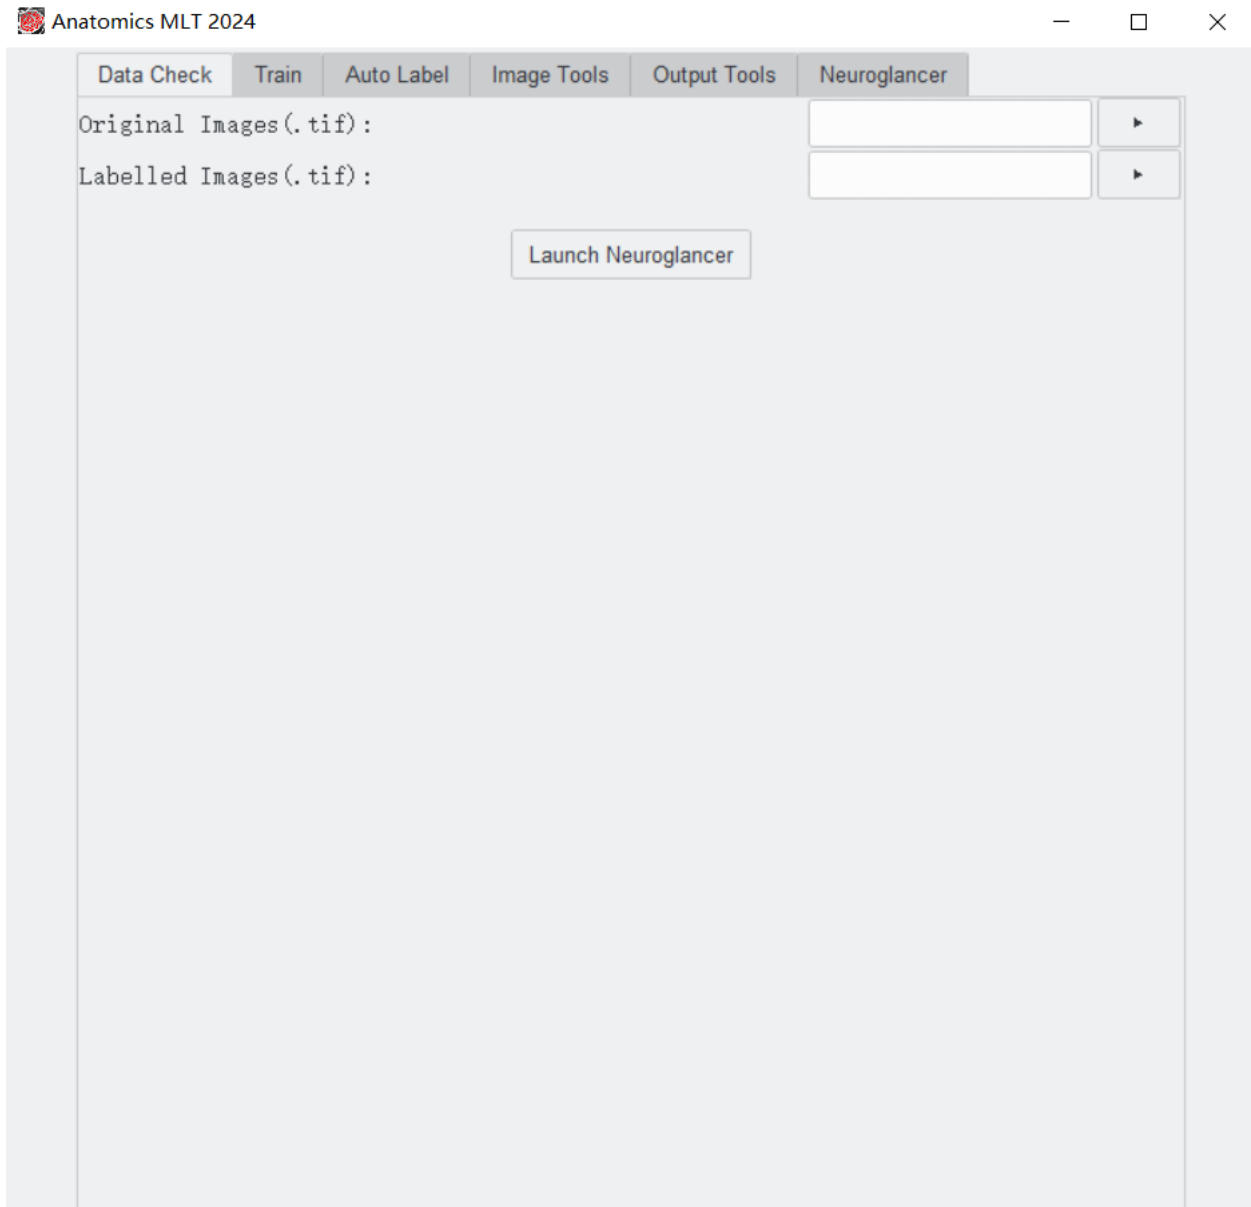 Anatomics MLT 2024
Data Check Train Auto Label Image Tools Output Tools Neuroglancer
Original Images(.tif):
Labelled Images(.tif):
Launch Neuroglancer